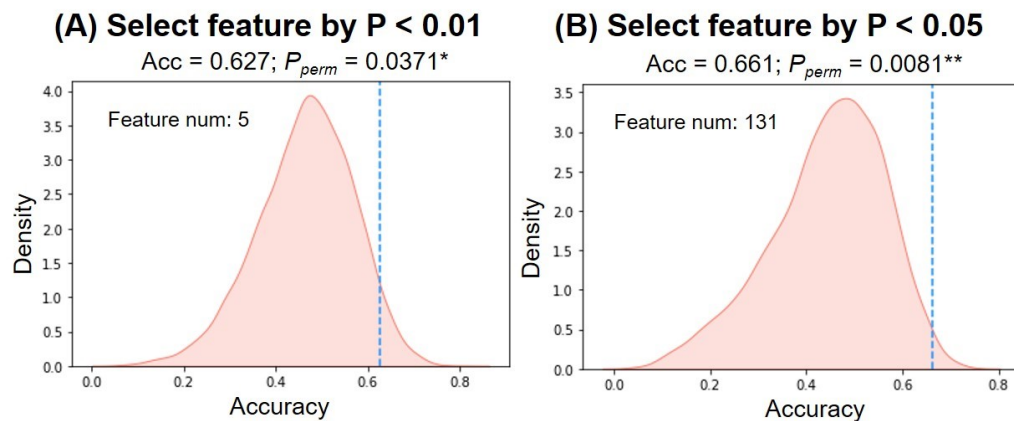 (A) Select feature by P < 0.01
Acc = 0.627; P_perm = 0.0371*
4.0
3.5
3.0
2.5
2.0
1.5
1.0
0.5
0.0
Density
Feature num: 5
0.0 0.2 0.4 0.6 0.8
Accuracy
(B) Select feature by P < 0.05
Acc = 0.661; P_perm = 0.0081**
3.5
3.0
2.5
2.0
1.5
1.0
0.5
0.0
Density
Feature num: 131
0.0 0.2 0.4 0.6 0.8
Accuracy